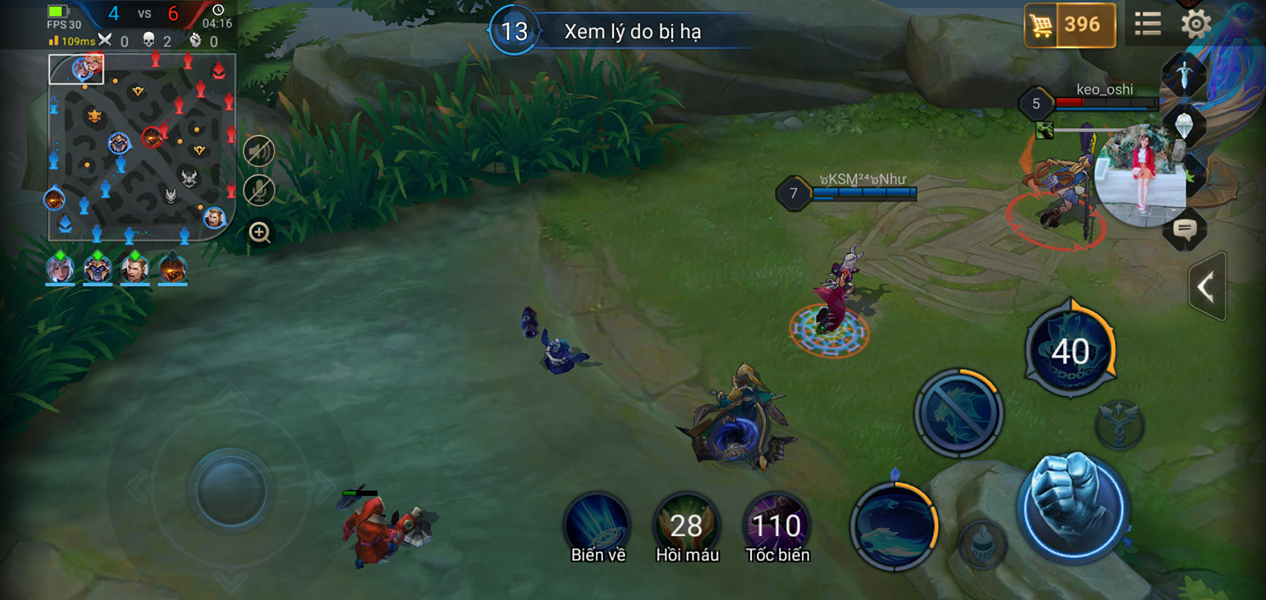 4 vs 6
04:16
FPS 30
109ms
0
2
0
13
Xem lý do bị hạ
396
keo_oshi
5
ঌKSM²⁴ঌNhư
7
40
28
110
Biến về
Hồi máu
Tốc biến